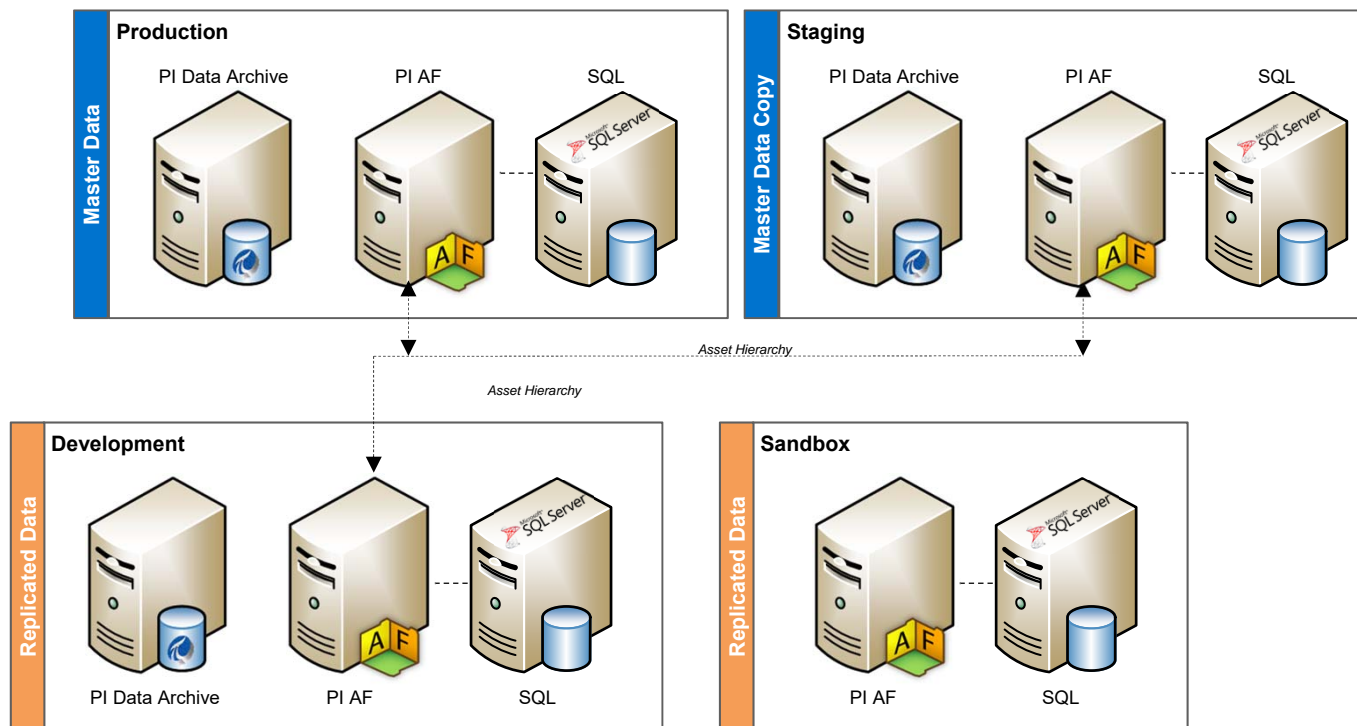 Production
Master Data
PI Data Archive
PI AF
SQL
Microsoft
SQL Server
Staging
Master Data Copy
PI Data Archive
PI AF
SQL
Microsoft
SQL Server
A F
A F
Asset Hierarchy
Asset Hierarchy
Development
Replicated Data
Microsoft
SQL Server
A F
PI Data Archive
PI AF
SQL
Sandbox
Replicated Data
Microsoft
SQL Server
A F
PI AF
SQL